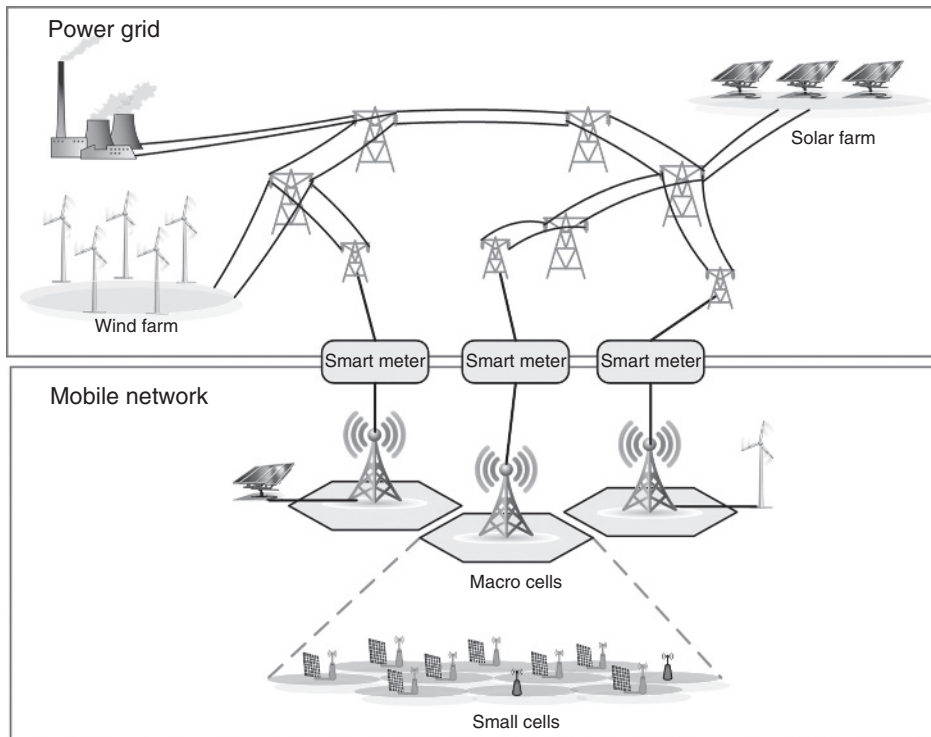 Power grid
Solar farm
Wind farm
Smart meter
Smart meter
Smart meter
Mobile network
Macro cells
Small cells